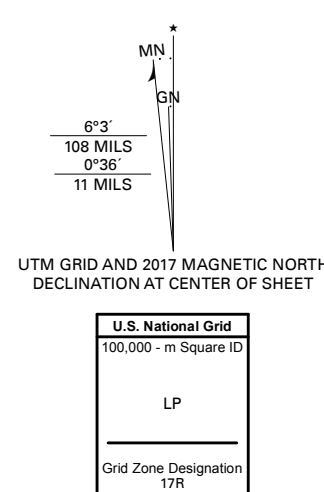 ★
MN
GN
6°3´
108 MILS
0°36´
11 MILS
UTM GRID AND 2017 MAGNETIC NORTH
DECLINATION AT CENTER OF SHEET
U.S. National Grid
100,000 - m Square ID
LP
Grid Zone Designation
17R